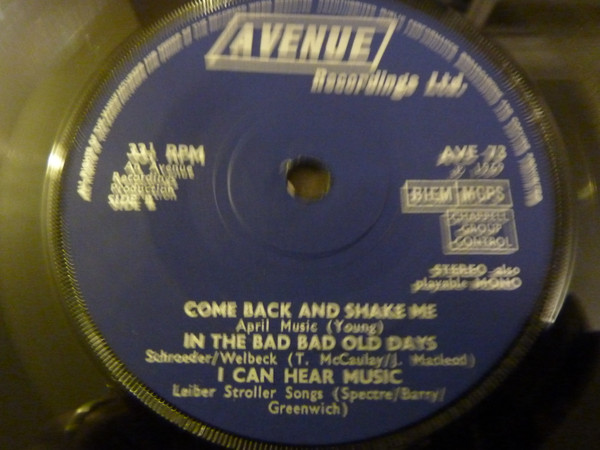 AVENUE
Recordings Ltd.
33⅓ RPM
An Avenue
Recordings
Production
SIDE B
AVE 73
℗ 1969
BIEM MCPS
CHAPPELL
GROUP
CONTROL
STEREO also
playable MONO
COME BACK AND SHAKE ME
April Music (Young)
IN THE BAD BAD OLD DAYS
Schroeder/Welbeck (T. McCaulay/J. Macleod)
I CAN HEAR MUSIC
Leiber Stroller Songs (Spectre/Barry/
Greenwich)